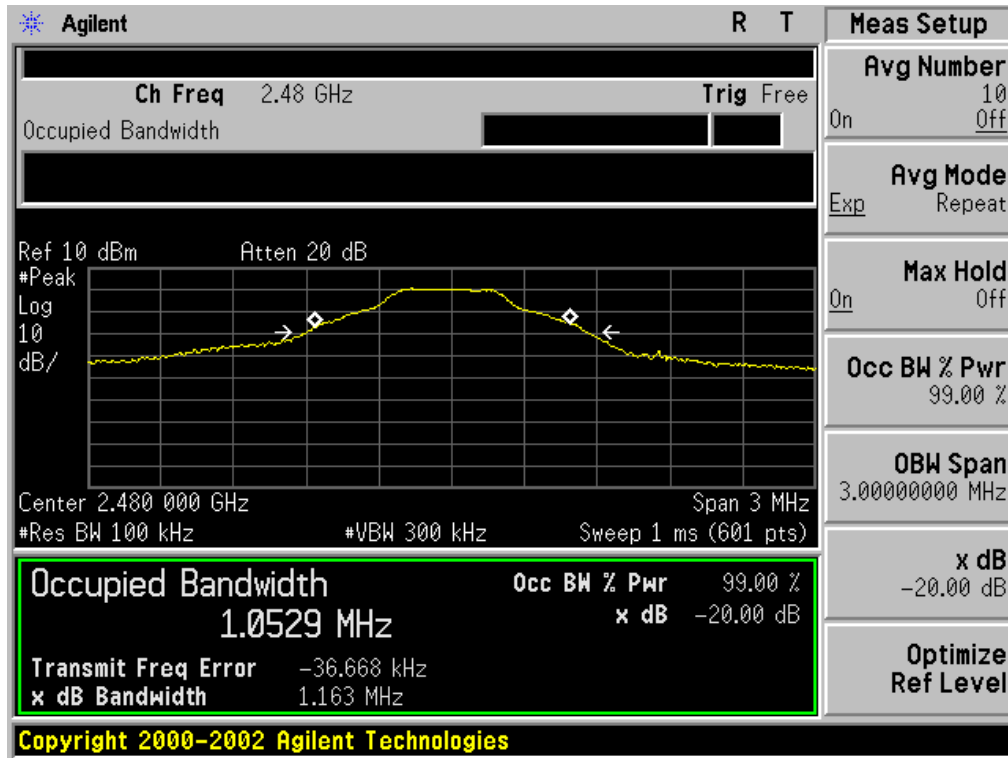 Agilent R T
Ch Freq 2.48 GHz Trig Free
Occupied Bandwidth
Ref 10 dBm Atten 20 dB
#Peak
Log
10
dB/
Center 2.480 000 GHz Span 3 MHz
#Res BW 100 kHz #VBW 300 kHz Sweep 1 ms (601 pts)
Occupied Bandwidth Occ BW % Pwr 99.00 %
1.0529 MHz x dB -20.00 dB
Transmit Freq Error -36.668 kHz
x dB Bandwidth 1.163 MHz
Copyright 2000-2002 Agilent Technologies
Meas Setup
Avg Number
10
On Off
Avg Mode
Exp Repeat
Max Hold
On Off
Occ BW % Pwr
99.00 %
OBW Span
3.00000000 MHz
x dB
-20.00 dB
Optimize
Ref Level